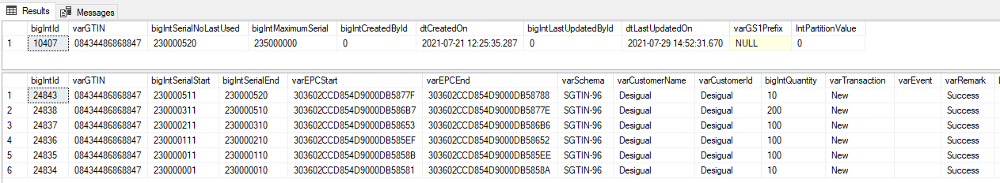 Results Messages
bigIntId varGTIN bigIntSerialNoLastUsed bigIntMaximumSerial bigIntCreatedById dtCreatedOn bigIntLastUpdatedById dtLastUpdatedOn varGS1Prefix IntPartitionValue
1 10407 08434486868847 230000520 235000000 0 2021-07-21 12:25:35.287 0 2021-07-29 14:52:31.670 NULL 0
bigIntId varGTIN bigIntSerialStart bigIntSerialEnd varEPCStart varEPCEnd varSchema varCustomerName varCustomerId bigIntQuantity varTransaction varEvent varRemark
1 24843 08434486868847 230000511 230000520 303602CCD854D9000DB5877F 303602CCD854D9000DB58788 SGTIN-96 Desigual Desigual 10 New Success
2 24838 08434486868847 230000311 230000510 303602CCD854D9000DB586B7 303602CCD854D9000DB5877E SGTIN-96 Desigual Desigual 200 New Success
3 24837 08434486868847 230000211 230000310 303602CCD854D9000DB58653 303602CCD854D9000DB586B6 SGTIN-96 Desigual Desigual 100 New Success
4 24836 08434486868847 230000111 230000210 303602CCD854D9000DB585EF 303602CCD854D9000DB58652 SGTIN-96 Desigual Desigual 100 New Success
5 24835 08434486868847 230000011 230000110 303602CCD854D9000DB5858B 303602CCD854D9000DB585EE SGTIN-96 Desigual Desigual 100 New Success
6 24834 08434486868847 230000001 230000010 303602CCD854D9000DB58581 303602CCD854D9000DB5858A SGTIN-96 Desigual Desigual 10 New Success